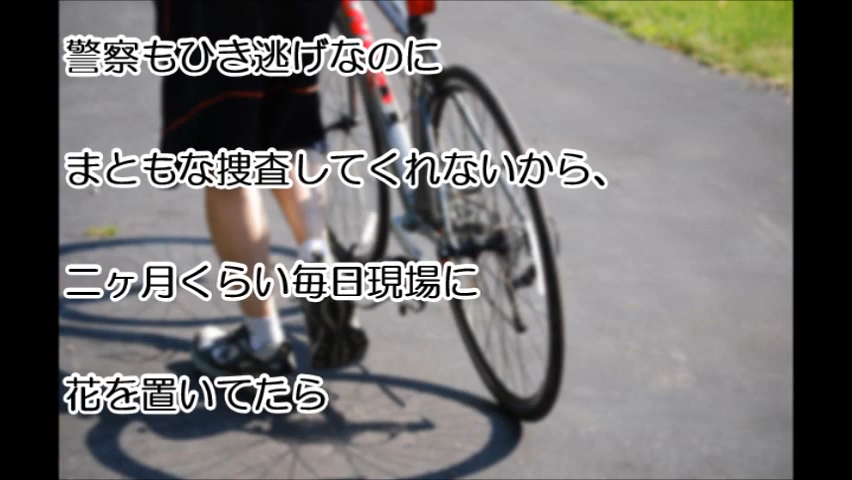 警察もひき逃げなのに
まともな捜査してくれないから、
二ヶ月くらい毎日現場に
花を置いてたら